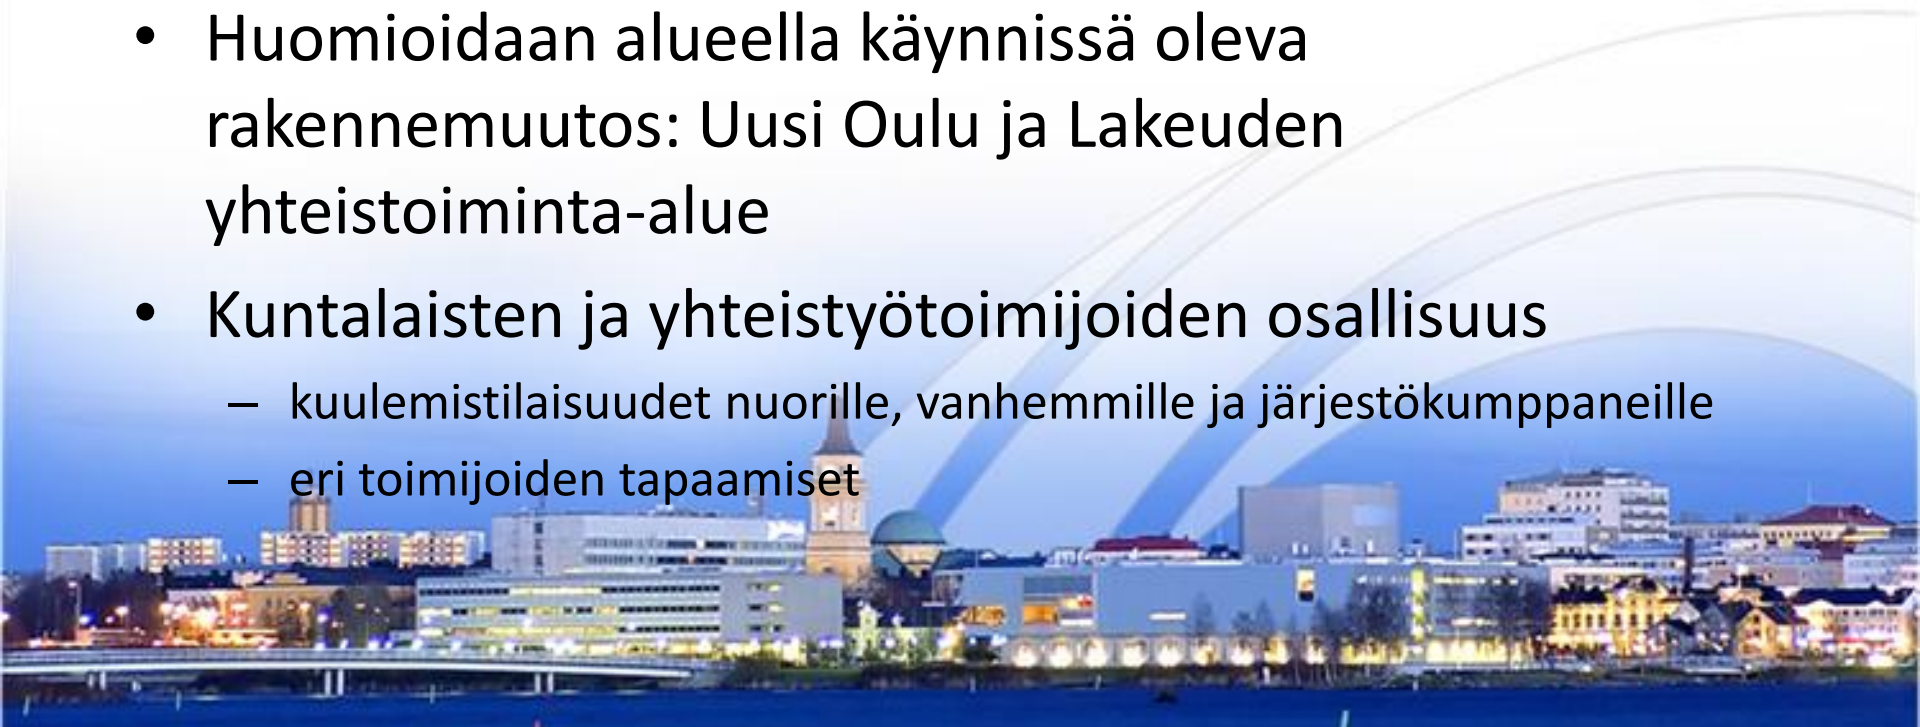 • Huomioidaan alueella käynnissä oleva
rakennemuutos: Uusi Oulu ja Lakeuden
yhteistoiminta-alue
• Kuntalaisten ja yhteistyötoimijoiden osallisuus
– kuulemistilaisuudet nuorille, vanhemmille ja järjestökumppaneille
– eri toimijoiden tapaamiset